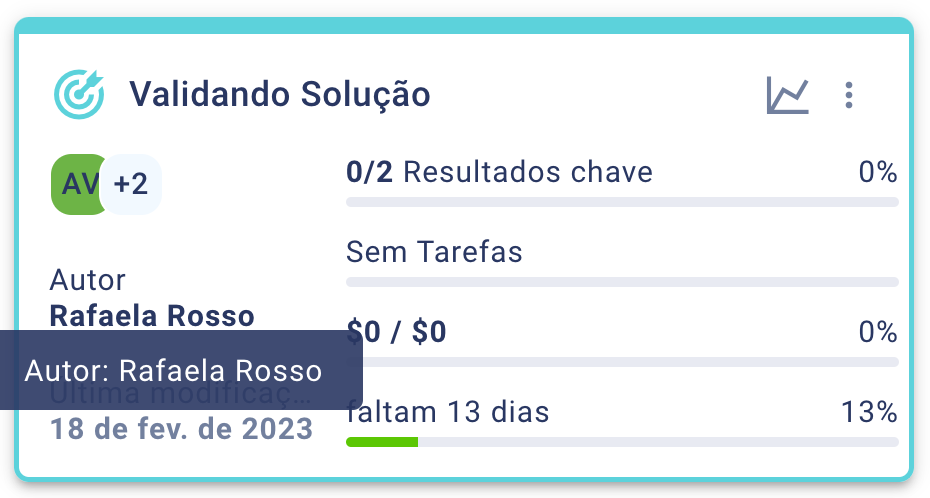 Validando Solução
AV +2
0/2 Resultados chave 0%
Sem Tarefas
Autor
Rafaela Rosso
$0 / $0 0%
Autor: Rafaela Rosso
Última modificaç...
faltam 13 dias 13%
18 de fev. de 2023